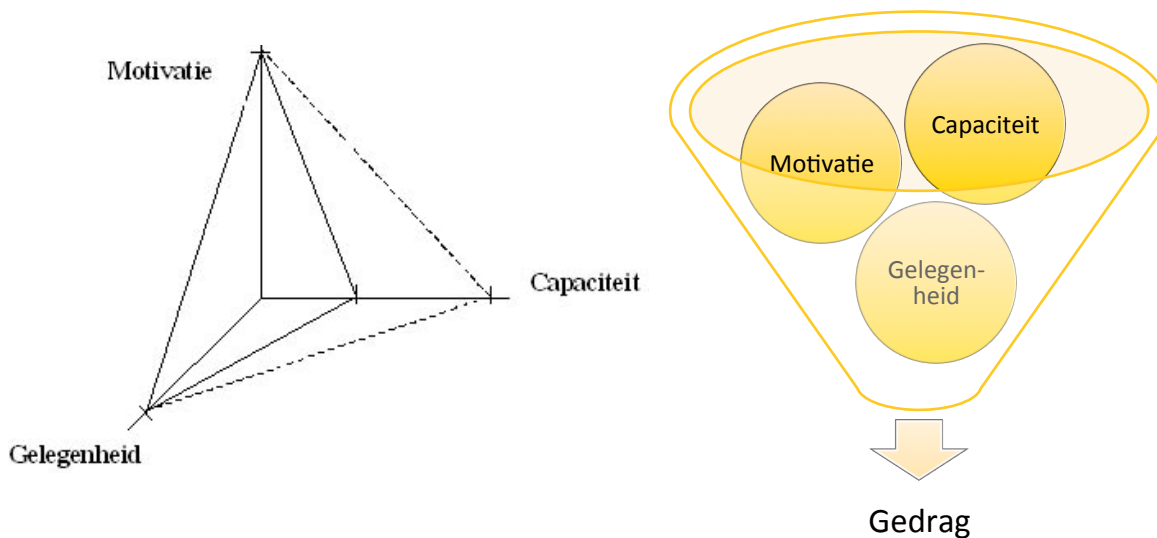 Motivatie
Capaciteit
Gelegenheid
Motivatie
Capaciteit
Gelegen-
heid
Gedrag